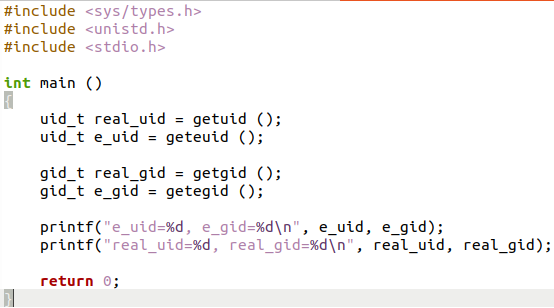 #include <sys/types.h>
#include <unistd.h>
#include <stdio.h>

int main ()
{
    uid_t real_uid = getuid ();
    uid_t e_uid = geteuid ();

    gid_t real_gid = getgid ();
    gid_t e_gid = getegid ();

    printf("e_uid=%d, e_gid=%d\n", e_uid, e_gid);
    printf("real_uid=%d, real_gid=%d\n", real_uid, real_gid);

    return 0;
}